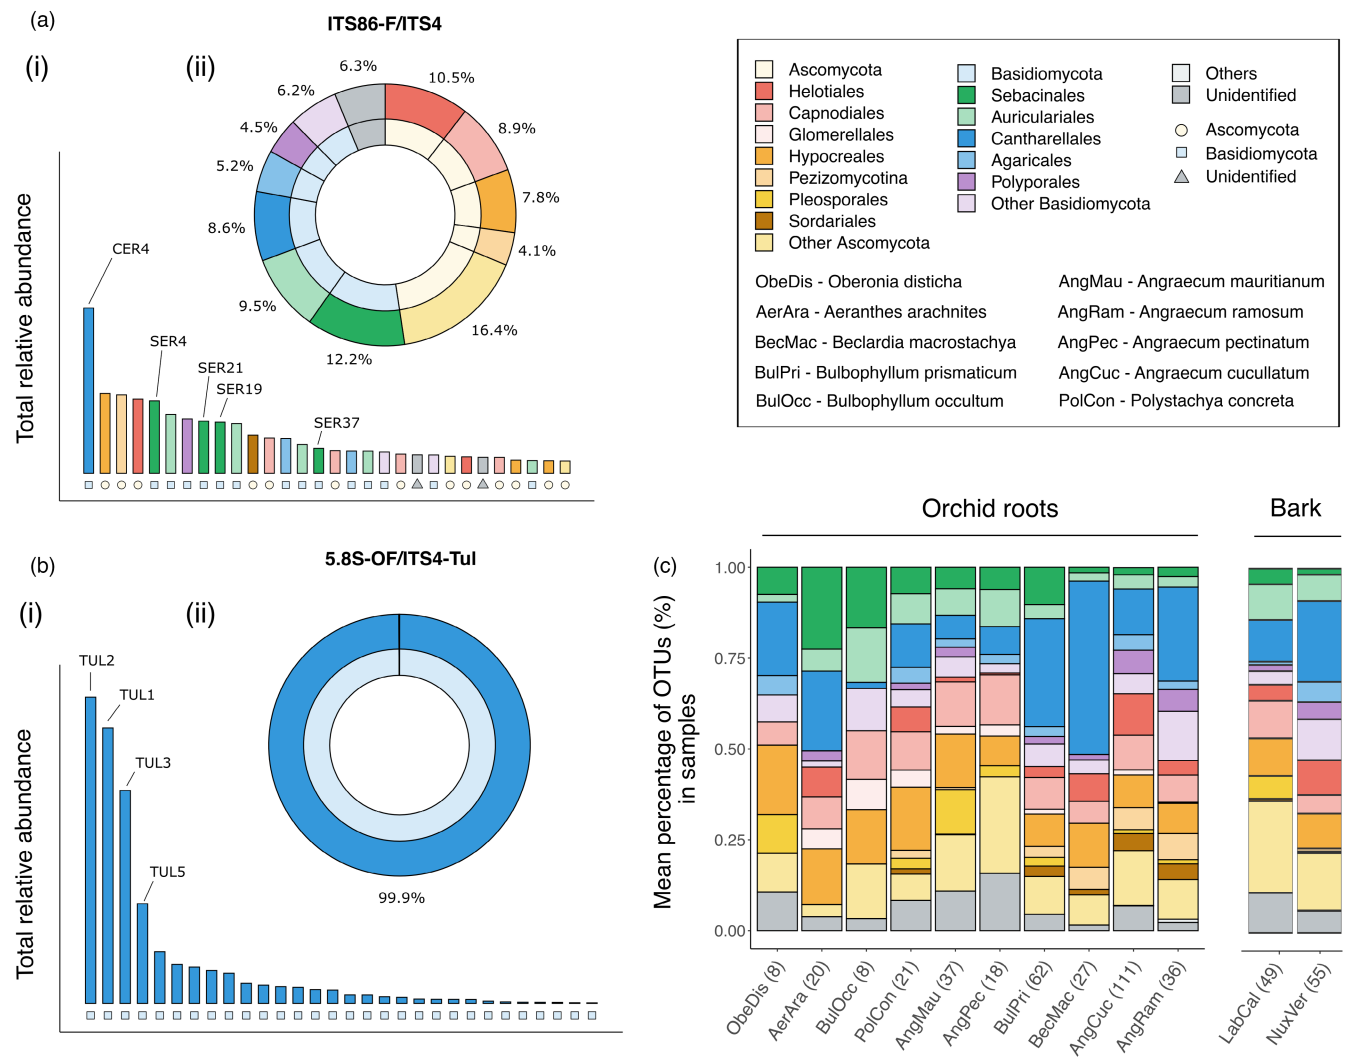 (a)
ITS86-F/ITS4
(i)
(ii)
6.3%
10.5%
6.2%
8.9%
4.5%
5.2%
7.8%
8.6%
4.1%
9.5%
16.4%
12.2%
Total relative abundance
CER4
SER4
SER21
SER19
SER37
Ascomycota
Helotiales
Capnodiales
Glomerellales
Hypocreales
Pezizomycotina
Pleosporales
Sordariales
Other Ascomycota
Basidiomycota
Sebacinales
Auriculariales
Cantharellales
Agaricales
Polyporales
Other Basidiomycota
Others
Unidentified
Ascomycota
Basidiomycota
Unidentified
ObeDis - Oberonia disticha
AerAra - Aeranthes arachnites
BecMac - Beclardia macrostachya
BulPri - Bulbophyllum prismaticum
BulOcc - Bulbophyllum occultum
AngMau - Angraecum mauritianum
AngRam - Angraecum ramosum
AngPec - Angraecum pectinatum
AngCuc - Angraecum cucullatum
PolCon - Polystachya concreta
(b)
5.8S-OF/ITS4-Tul
(i)
(ii)
Total relative abundance
TUL2
TUL1
TUL3
TUL5
99.9%
(c)
Orchid roots
Bark
Mean percentage of OTUs (%)
in samples
1.00
0.75
0.50
0.25
0.00
ObeDis (8)
AerAra (20)
BulOcc (8)
PolCon (21)
AngMau (37)
AngPec (18)
BulPri (62)
BecMac (27)
AngCuc (111)
AngRam (36)
LabCal (49)
NuxVer (55)